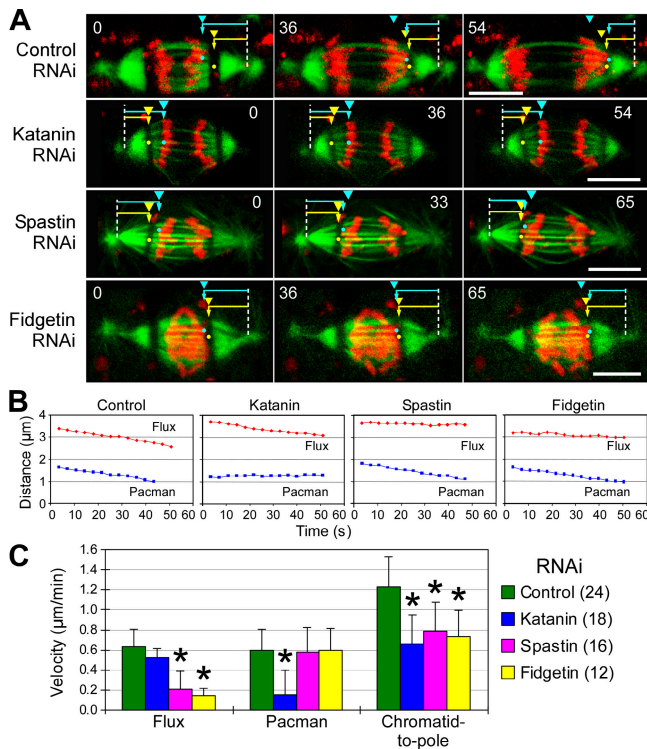 A
0 36 54
Control
RNAi
Katanin
RNAi
0 36 54
Spastin
RNAi
0 33 65
Fidgetin
RNAi
0 36 65
B
Control Katanin Spastin Fidgetin
Distance (µm)
4
3
2
1
0
Flux Flux Flux Flux
Pacman Pacman Pacman Pacman
0 10 20 30 40 50 60 0 10 20 30 40 50 60 0 10 20 30 40 50 60 0 10 20 30 40 50 60
Time (s)
C
Velocity (µm/min)
1.6
1.4
1.2
1.0
0.8
0.6
0.4
0.2
0.0
* * * * * *
Flux Pacman Chromatid-
to-pole
RNAi
Control (24)
Katanin (18)
Spastin (16)
Fidgetin (12)